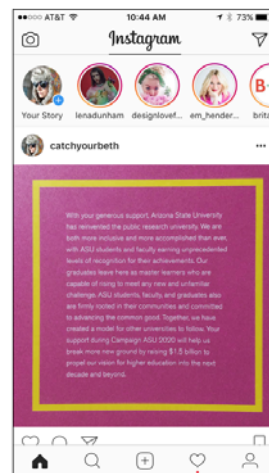 AT&T 10:44 AM 73%
Instagram
Your Story lenadunham designlovef... em_hender... brita
B
catchyourbeth
With your generous support, Arizona State University
has reinvented the public research university. We are
both more inclusive and more accomplished than ever,
with ASU students and faculty earning unprecedented
levels of recognition for their achievements. Our
graduates leave here as master learners who are
capable of rising to meet any new and unfamiliar
challenge. ASU students, faculty, and graduates also
are firmly rooted in their communities and committed
to advancing the common good. Together, we have
created a model for other universities to follow. Your
support during Campaign ASU 2020 will help us
break more new ground by raising $1.5 billion to
propel our vision for higher education into the next
decade and beyond.